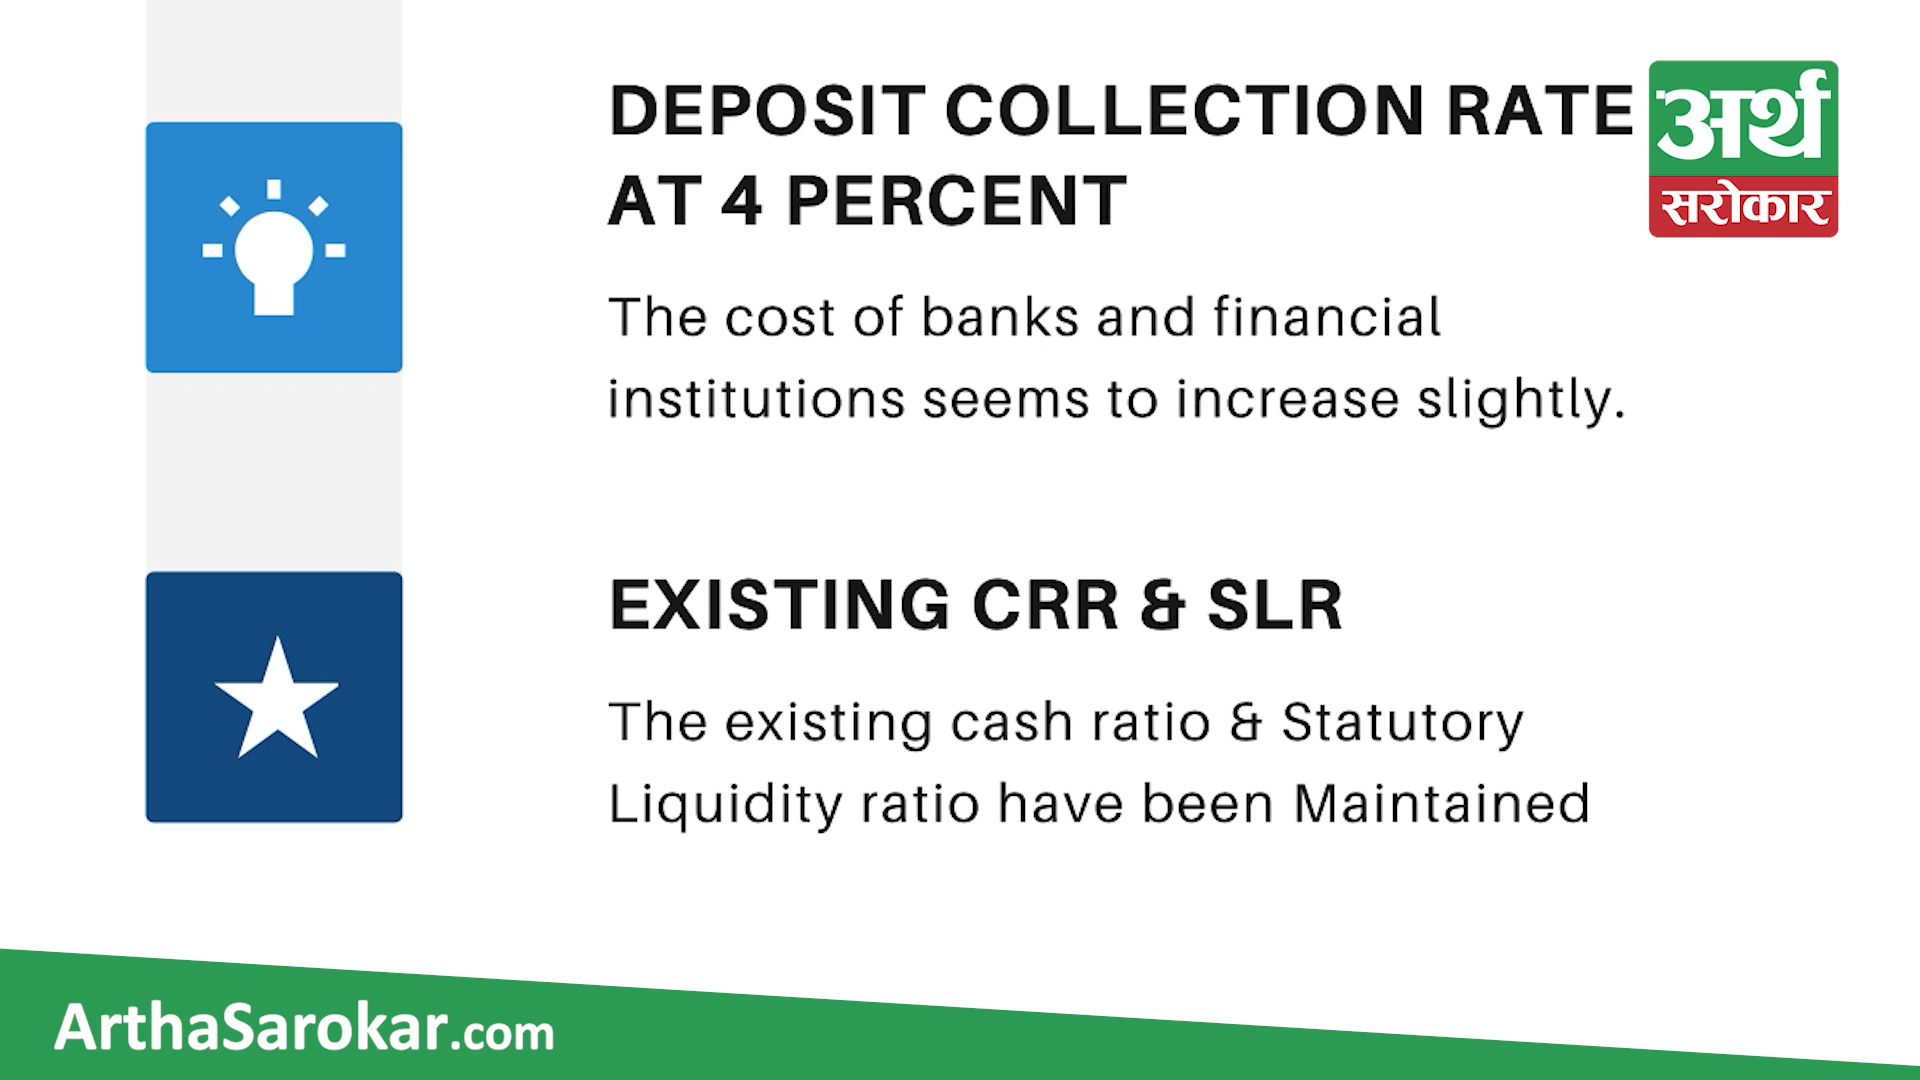 DEPOSIT COLLECTION RATE
AT 4 PERCENT
अर्थ
सरोकार
The cost of banks and financial
institutions seems to increase slightly.
EXISTING CRR & SLR
The existing cash ratio & Statutory
Liquidity ratio have been Maintained
ArthaSarokar.com